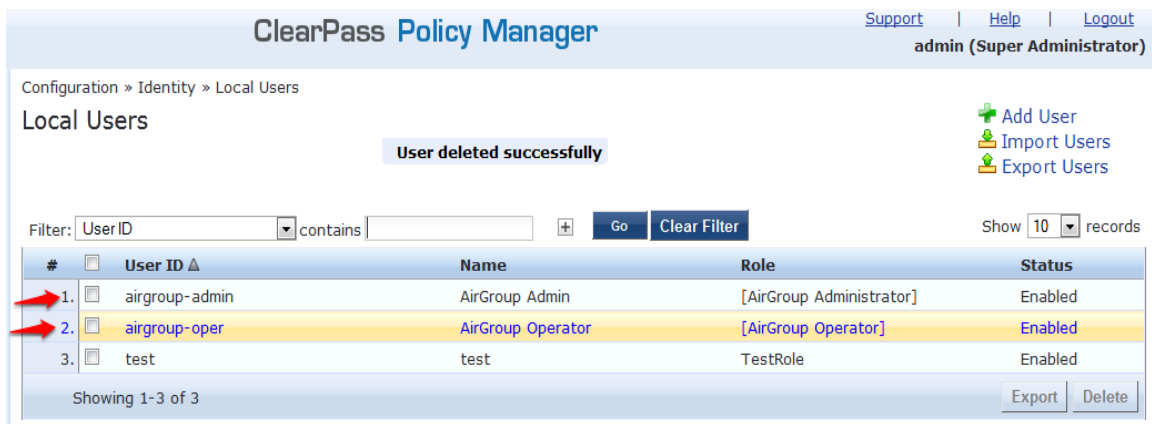 ClearPass Policy Manager
Support | Help | Logout
admin (Super Administrator)
Configuration » Identity » Local Users
Local Users
User deleted successfully
Add User
Import Users
Export Users
Filter: User ID contains + Go Clear Filter Show 10 records
# User ID Name Role Status
1. airgroup-admin AirGroup Admin [AirGroup Administrator] Enabled
2. airgroup-oper AirGroup Operator [AirGroup Operator] Enabled
3. test test TestRole Enabled
Showing 1-3 of 3 Export Delete